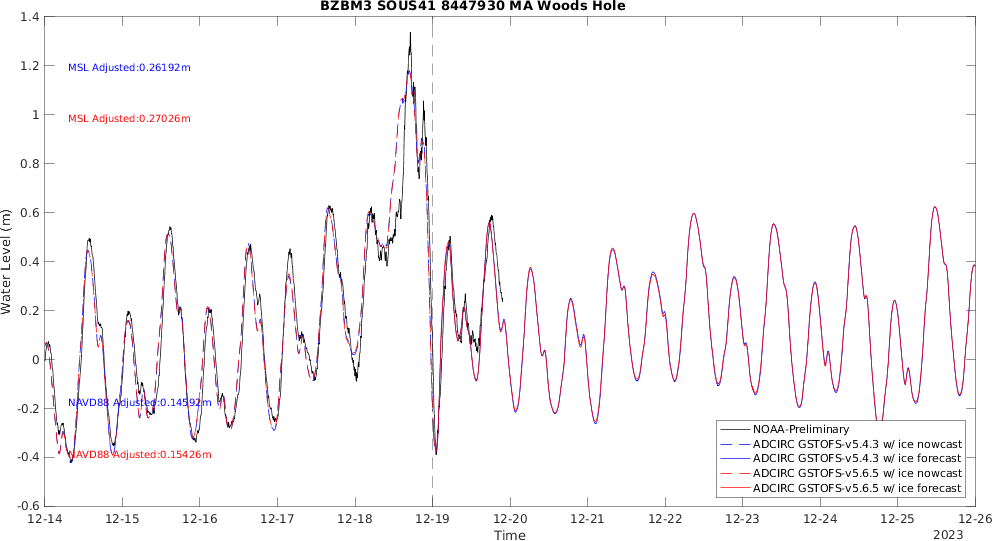 BZBM3 SOUS41 8447930 MA Woods Hole
1.4
1.2
1
0.8
0.6
0.4
0.2
0
-0.2
-0.4
-0.6
Water Level (m)
MSL Adjusted:0.26192m
MSL Adjusted:0.27026m
NAVD88 Adjusted:0.14592m
NAVD88 Adjusted:0.15426m
NOAA-Preliminary
ADCIRC GSTOFS-v5.4.3 w/ ice nowcast
ADCIRC GSTOFS-v5.4.3 w/ ice forecast
ADCIRC GSTOFS-v5.6.5 w/ ice nowcast
ADCIRC GSTOFS-v5.6.5 w/ ice forecast
12-14 12-15 12-16 12-17 12-18 12-19 12-20 12-21 12-22 12-23 12-24 12-25 12-26
Time
2023